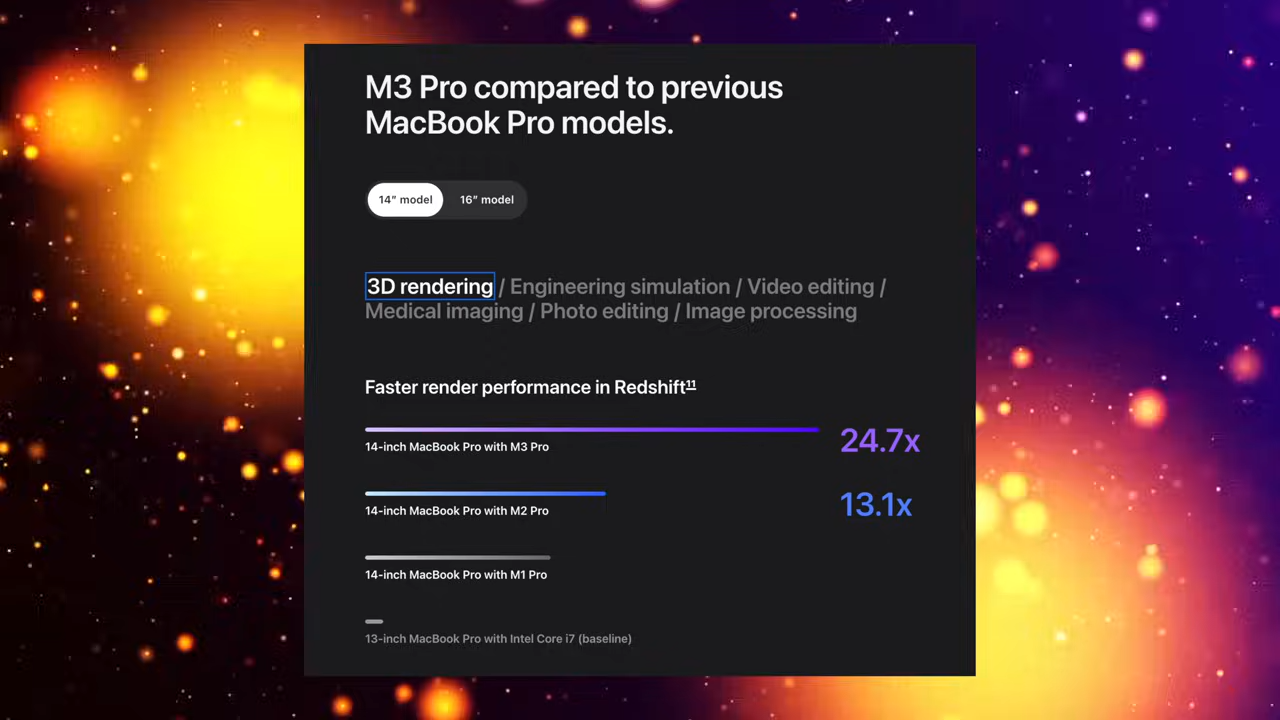 M3 Pro compared to previous
MacBook Pro models.
14" model
16" model
3D rendering / Engineering simulation / Video editing /
Medical imaging / Photo editing / Image processing
Faster render performance in Redshift¹¹
14-inch MacBook Pro with M3 Pro
24.7x
14-inch MacBook Pro with M2 Pro
13.1x
14-inch MacBook Pro with M1 Pro
13-inch MacBook Pro with Intel Core i7 (baseline)